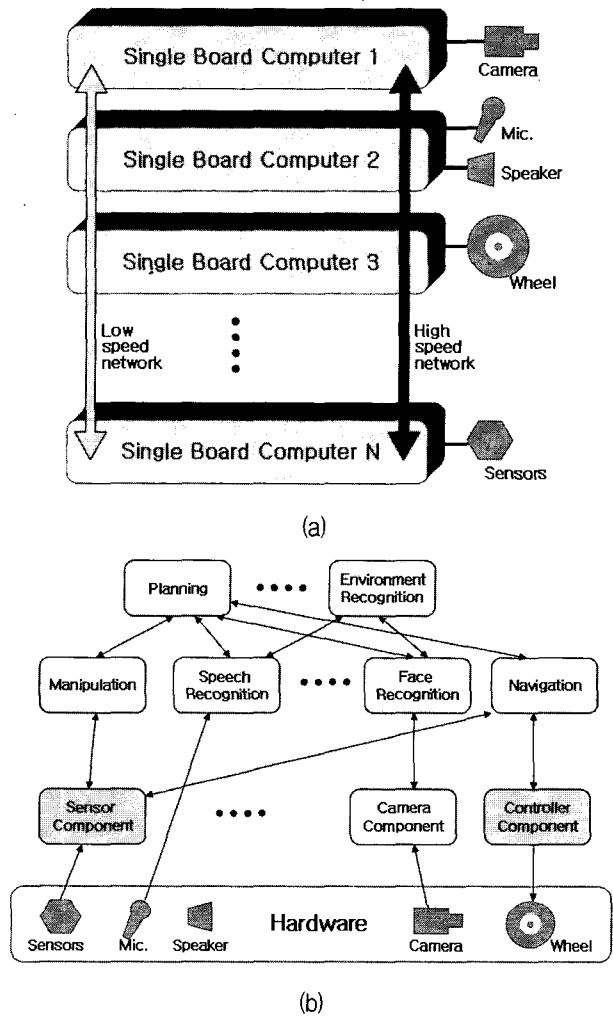 Single Board Computer 1
Camera
Mic.
Single Board Computer 2
Speaker
Single Board Computer 3
Wheel
Low
speed
network
High
speed
network
Single Board Computer N
Sensors
(a)
Planning
Environment
Recognition
Manipulation
Speech
Recognition
Face
Recognition
Navigation
Sensor
Component
Camera
Component
Controller
Component
Hardware
Sensors
Mic.
Speaker
Camera
Wheel
(b)